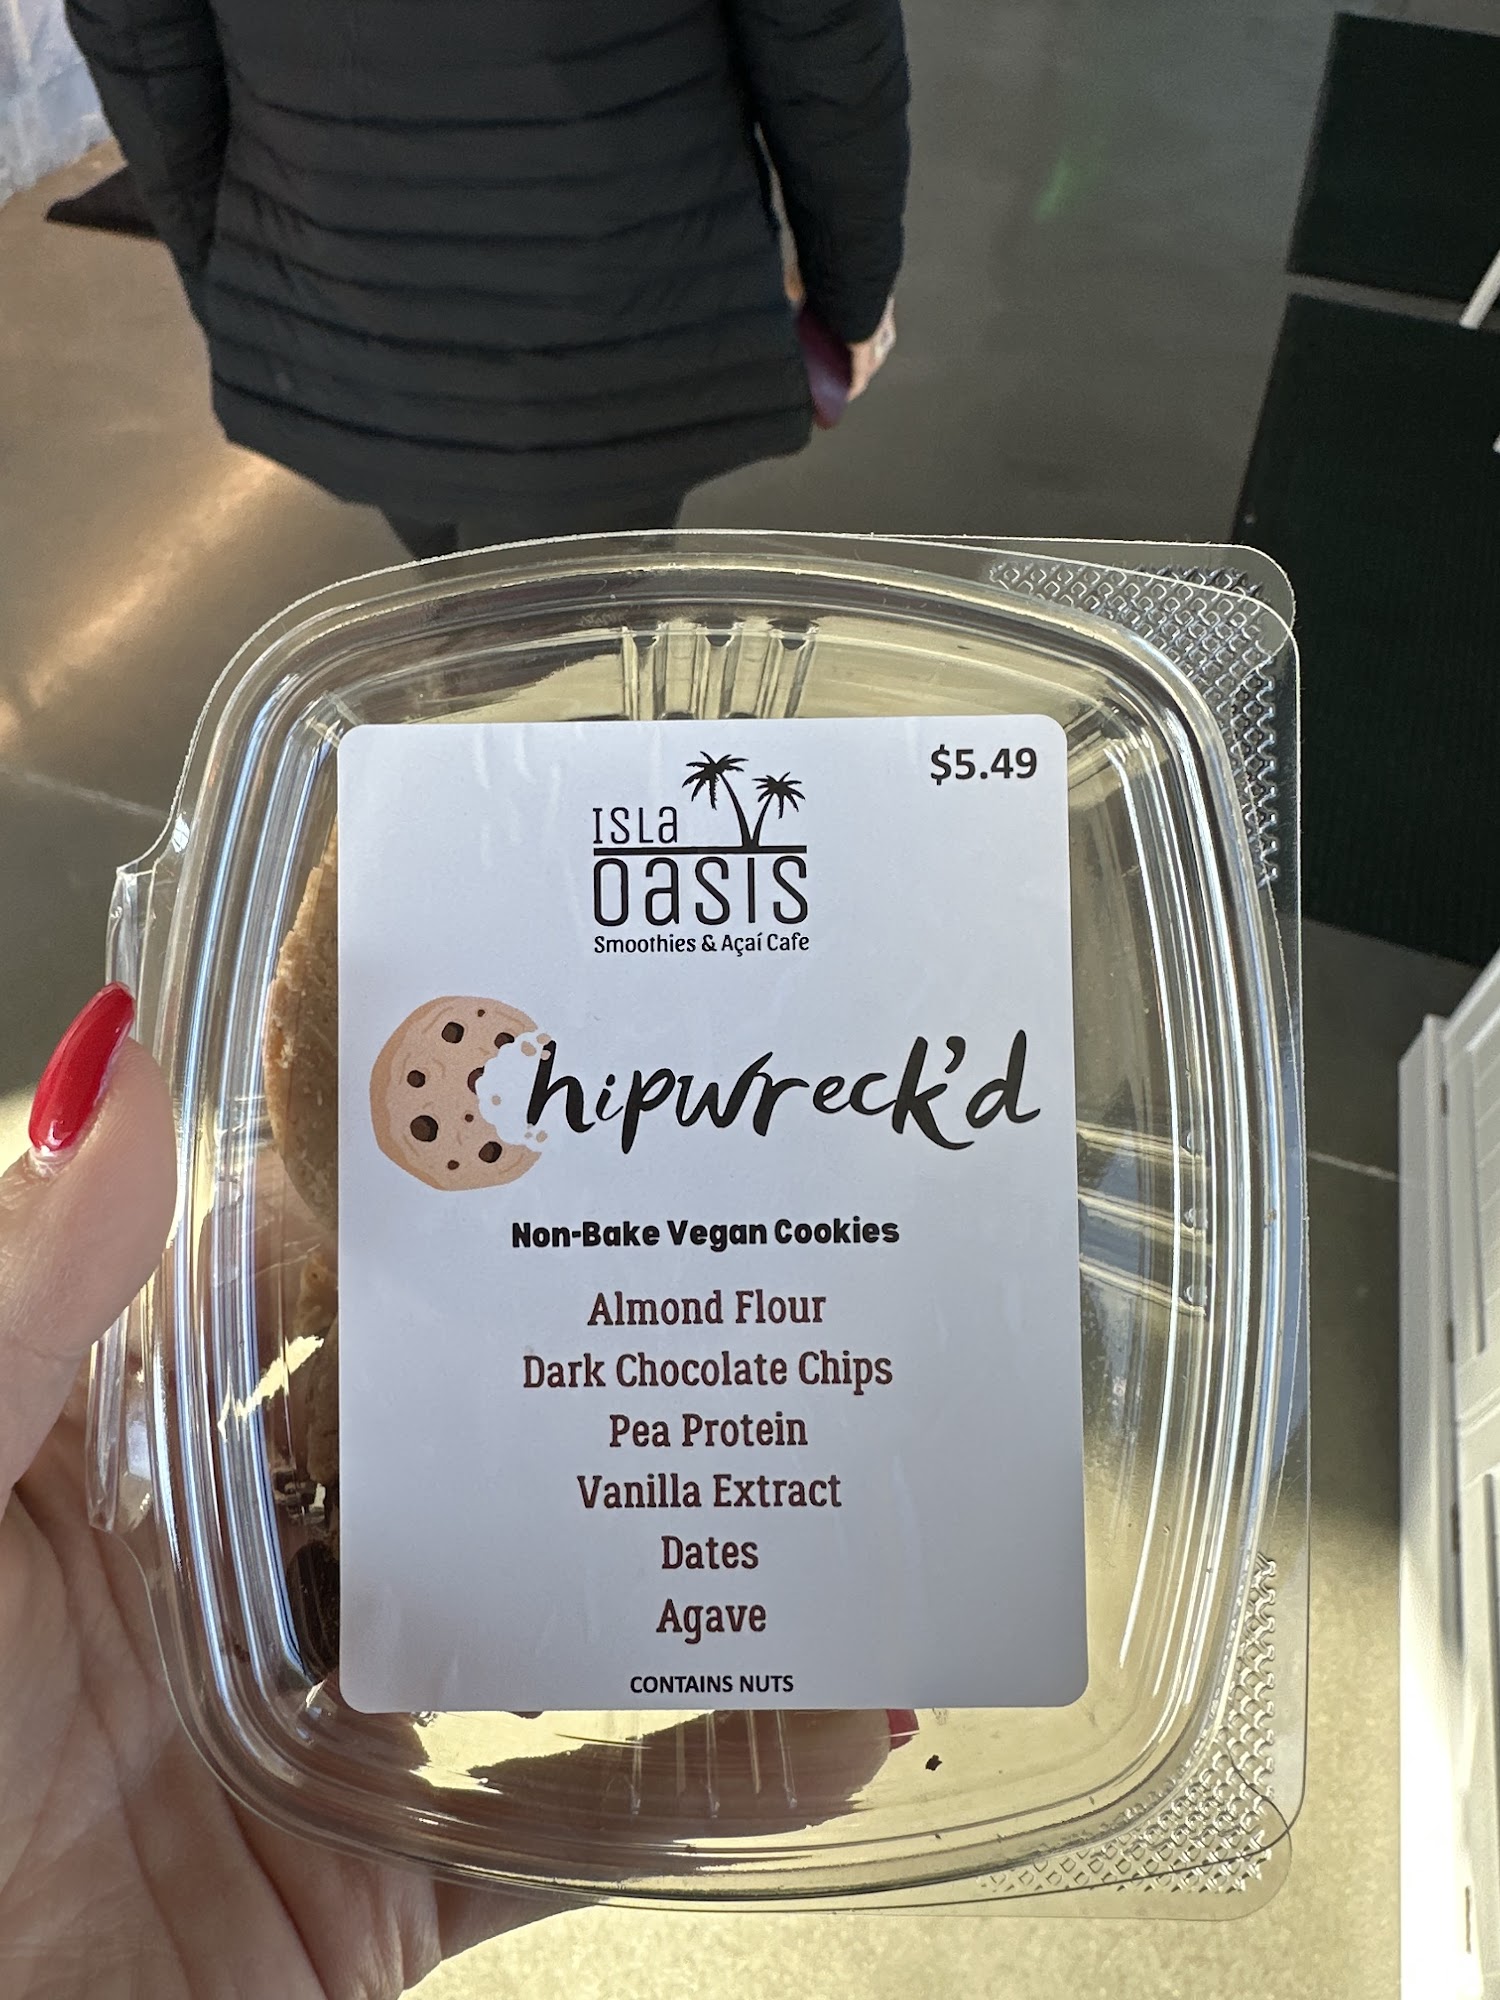 $5.49
ISLa
Oasis
Smoothies & Açaí Cafe
hipwreck'd
Non-Bake Vegan Cookies
Almond Flour
Dark Chocolate Chips
Pea Protein
Vanilla Extract
Dates
Agave
CONTAINS NUTS